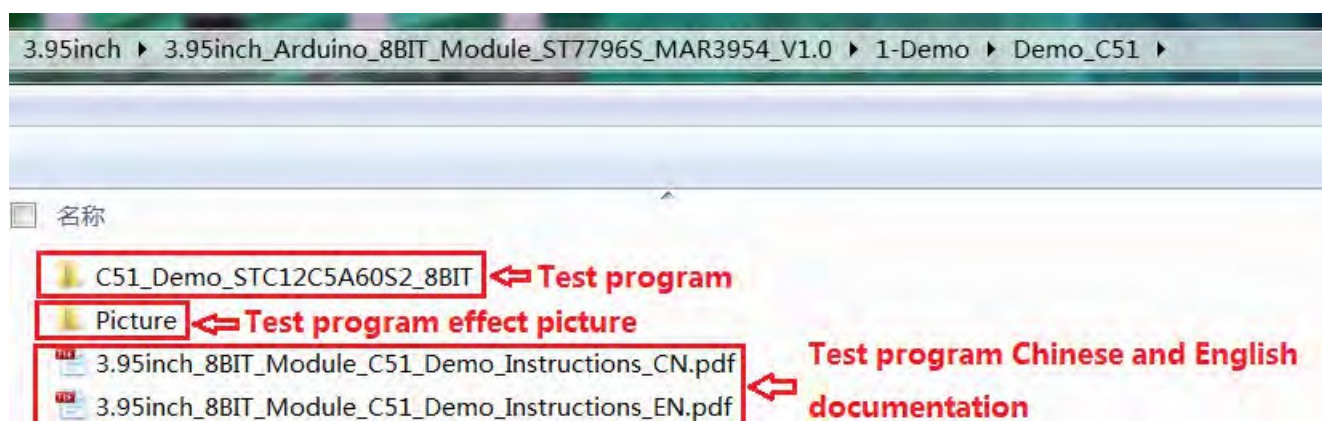 3.95inch ▸ 3.95inch_Arduino_8BIT_Module_ST7796S_MAR3954_V1.0 ▸ 1-Demo ▸ Demo_C51 ▸
名称
C51_Demo_STC12C5A60S2_8BIT Test program
Picture Test program effect picture
3.95inch_8BIT_Module_C51_Demo_Instructions_CN.pdf
3.95inch_8BIT_Module_C51_Demo_Instructions_EN.pdf
Test program Chinese and English
documentation